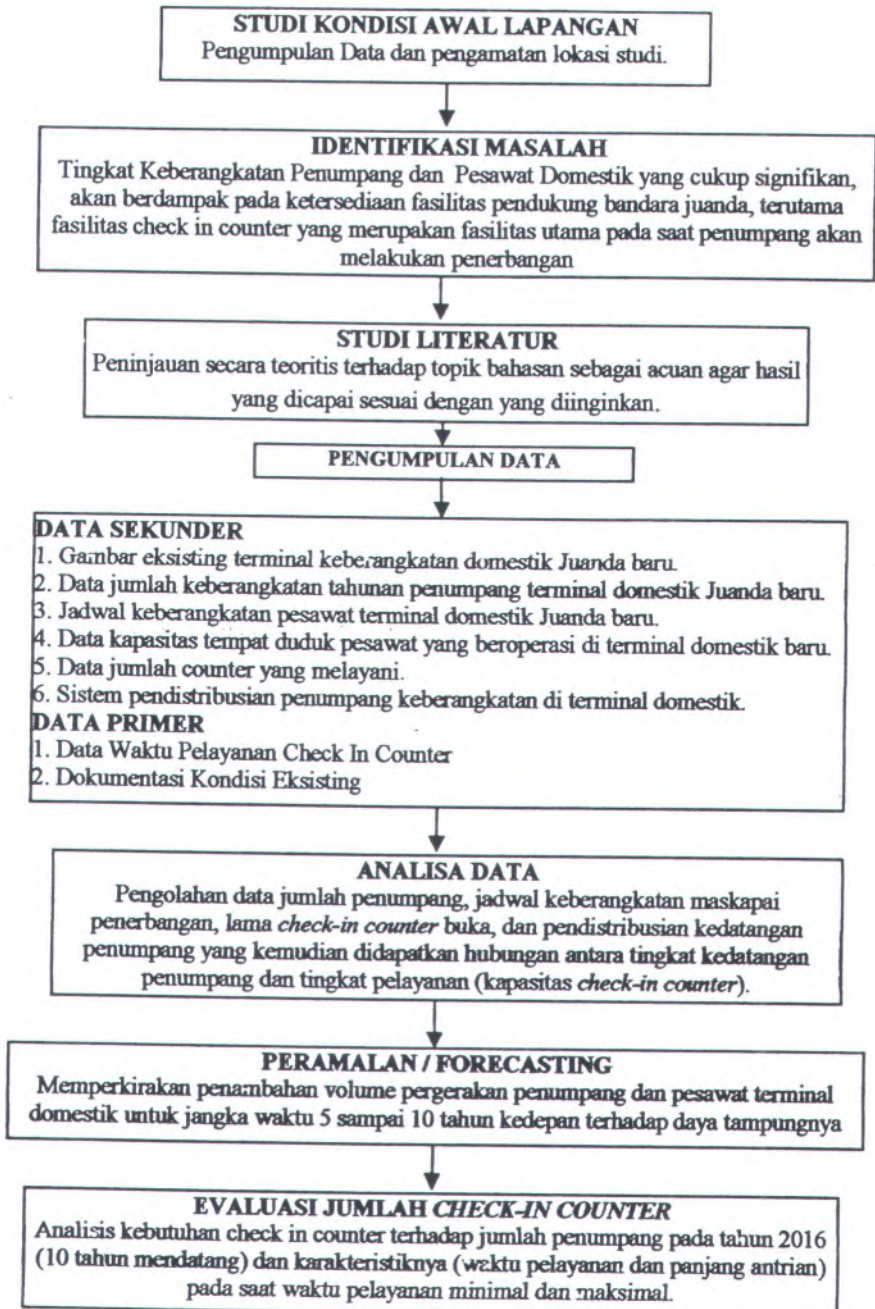 STUDI KONDISI AWAL LAPANGAN
Pengumpulan Data dan pengamatan lokasi studi.
IDENTIFIKASI MASALAH
Tingkat Keberangkatan Penumpang dan Pesawat Domestik yang cukup signifikan,
akan berdampak pada ketersediaan fasilitas pendukung bandara juanda, terutama
fasilitas check in counter yang merupakan fasilitas utama pada saat penumpang akan
melakukan penerbangan
STUDI LITERATUR
Peninjauan secara teoritis terhadap topik bahasan sebagai acuan agar hasil
yang dicapai sesuai dengan yang diinginkan.
PENGUMPULAN DATA
DATA SEKUNDER
1. Gambar eksisting terminal keberangkatan domestik Juanda baru.
2. Data jumlah keberangkatan tahunan penumpang terminal domestik Juanda baru.
3. Jadwal keberangkatan pesawat terminal domestik Juanda baru.
4. Data kapasitas tempat duduk pesawat yang beroperasi di terminal domestik baru.
5. Data jumlah counter yang melayani.
6. Sistem pendistribusian penumpang keberangkatan di terminal domestik.
DATA PRIMER
1. Data Waktu Pelayanan Check In Counter
2. Dokumentasi Kondisi Eksisting
ANALISA DATA
Pengolahan data jumlah penumpang, jadwal keberangkatan maskapai
penerbangan, lama check-in counter buka, dan pendistribusian kedatangan
penumpang yang kemudian didapatkan hubungan antara tingkat kedatangan
penumpang dan tingkat pelayanan (kapasitas check-in counter).
PERAMALAN / FORECASTING
Memperkirakan penambahan volume pergerakan penumpang dan pesawat terminal
domestik untuk jangka waktu 5 sampai 10 tahun kedepan terhadap daya tampungnya
EVALUASI JUMLAH CHECK-IN COUNTER
Analisis kebutuhan check in counter terhadap jumlah penumpang pada tahun 2016
(10 tahun mendatang) dan karakteristiknya (waktu pelayanan dan panjang antrian)
pada saat waktu pelayanan minimal dan maksimal.